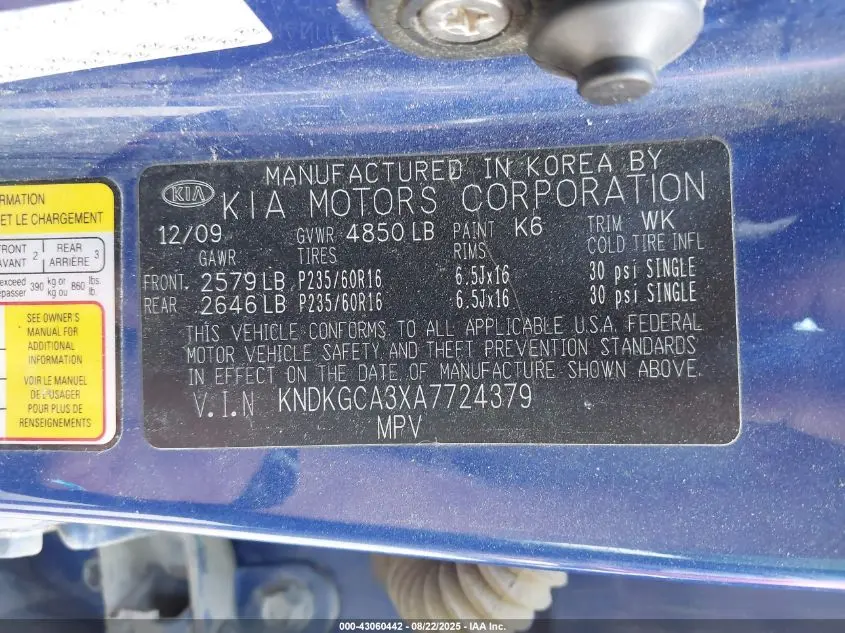 RMATION
ET LE CHARGEMENT
FRONT 2 REAR 3
AVANT ARRIÈRE
exceed 390 kg or 860 lbs.
epasser kg ou lb.
SEE OWNER'S
MANUAL FOR
ADDITIONAL
INFORMATION
VOIR LE MANUEL
DE L'USAGER
POUR PLUS DE
RENSEIGNEMENTS
MANUFACTURED IN KOREA BY
KIA KIA MOTORS CORPORATION
12/09 GVWR 4850 LB PAINT K6 TRIM WK
GAWR TIRES RIMS COLD TIRE INFL
FRONT 2579 LB P235/60R16 6.5Jx16 30 psi SINGLE
REAR 2646 LB P235/60R16 6.5Jx16 30 psi SINGLE
THIS VEHICLE CONFORMS TO ALL APPLICABLE U.S.A. FEDERAL
MOTOR VEHICLE SAFETY AND THEFT PREVENTION STANDARDS
IN EFFECT ON THE DATE OF MANUFACTURE SHOWN ABOVE.
V.I.N KNDKGCA3XA7724379
MPV
000-43060442 - 08/22/2025 - IAA, Inc.